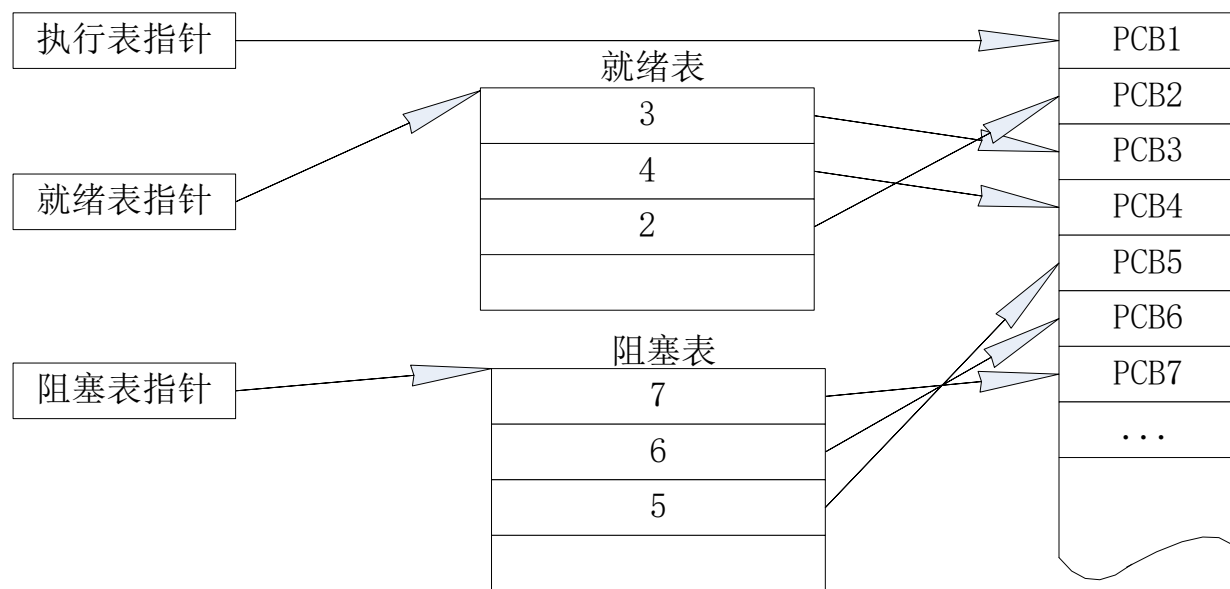 执行表指针
就绪表指针
阻塞表指针
就绪表
3
4
2
阻塞表
7
6
5
PCB1
PCB2
PCB3
PCB4
PCB5
PCB6
PCB7
...